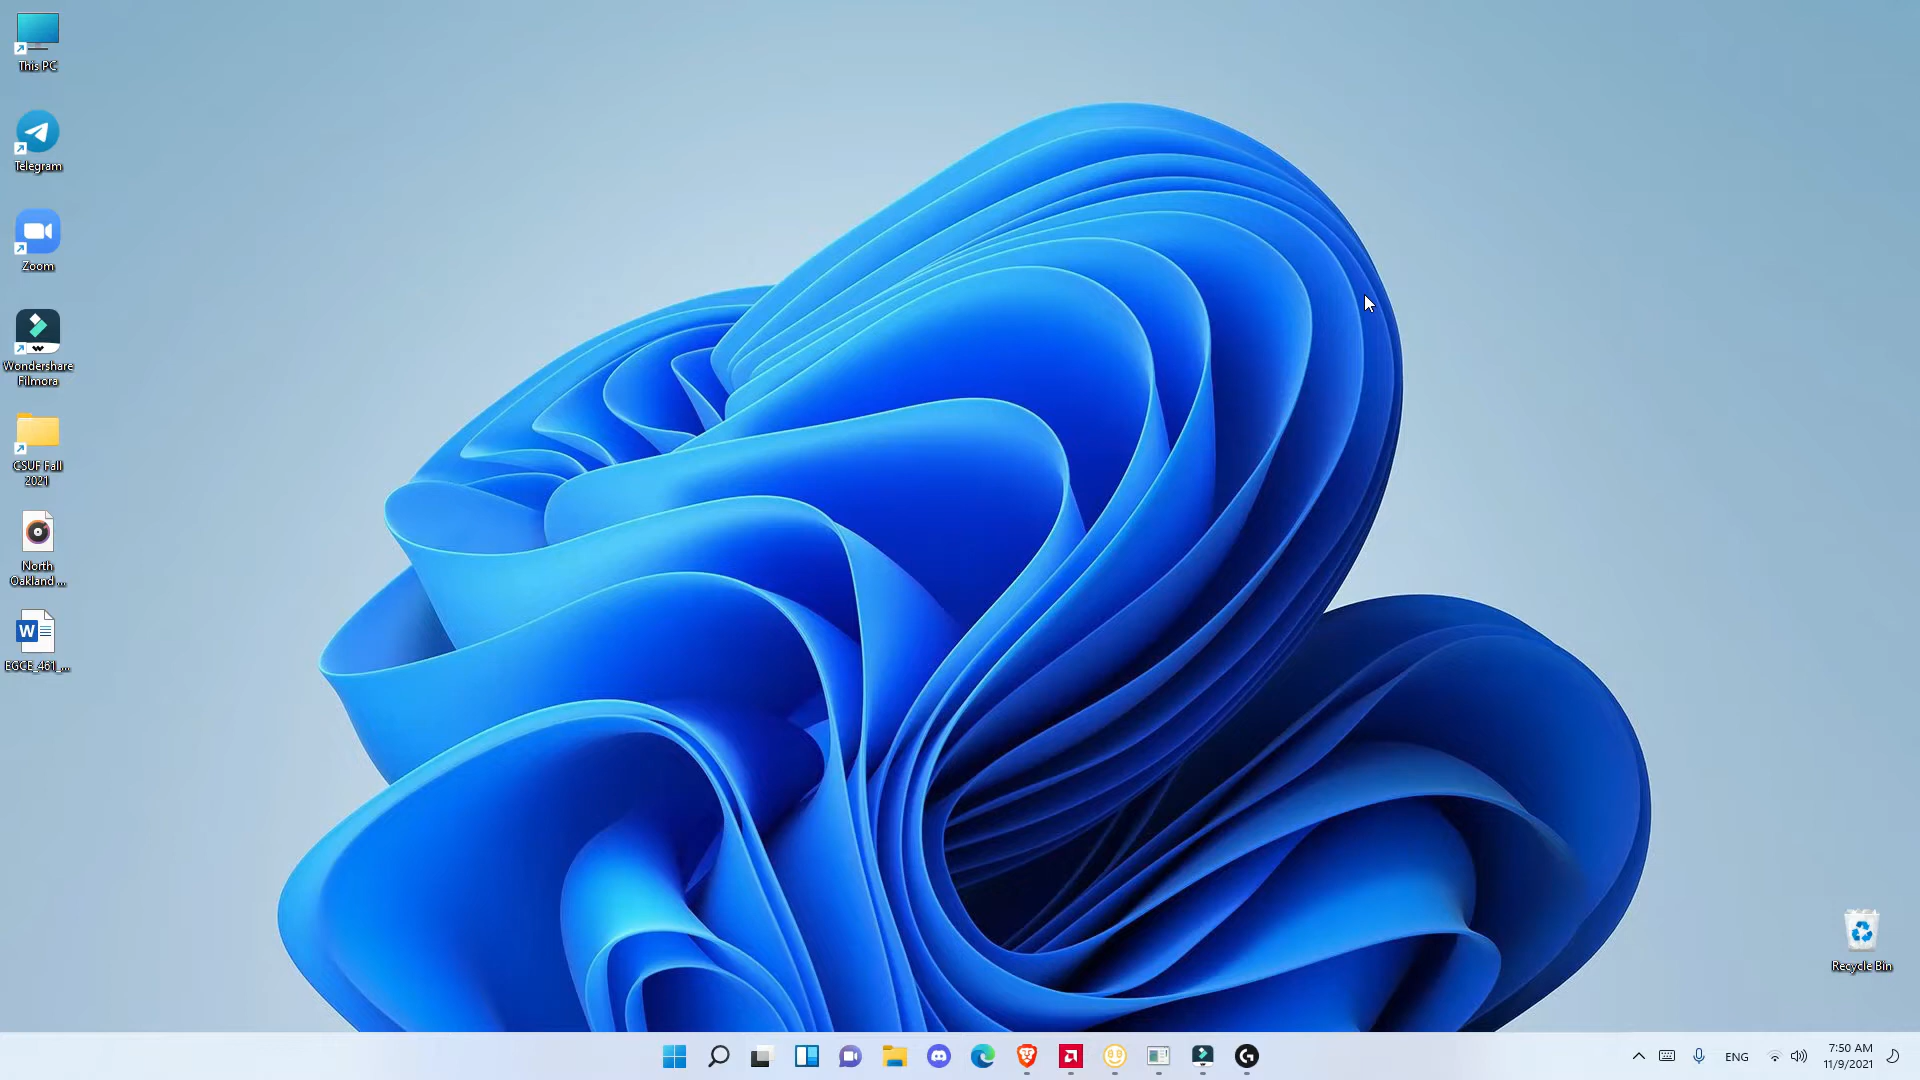 This PC
Telegram
Zoom
Wondershare
Filmora
CSUF Fall
2021
North
Oakland ...
W
EGCE_461_...
Recycle Bin
ENG
7:50 AM
11/9/2021